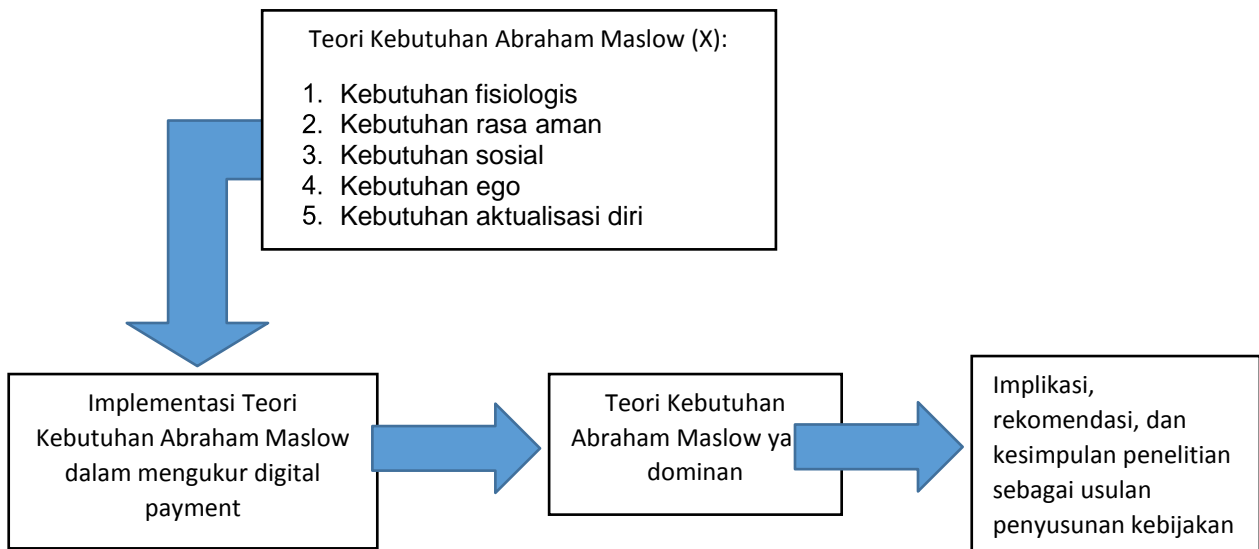 Teori Kebutuhan Abraham Maslow (X):
1. Kebutuhan fisiologis
2. Kebutuhan rasa aman
3. Kebutuhan sosial
4. Kebutuhan ego
5. Kebutuhan aktualisasi diri
Implementasi Teori
Kebutuhan Abraham Maslow
dalam mengukur digital
payment
Teori Kebutuhan
Abraham Maslow ya
dominan
Implikasi,
rekomendasi, dan
kesimpulan penelitian
sebagai usulan
penyusunan kebijakan